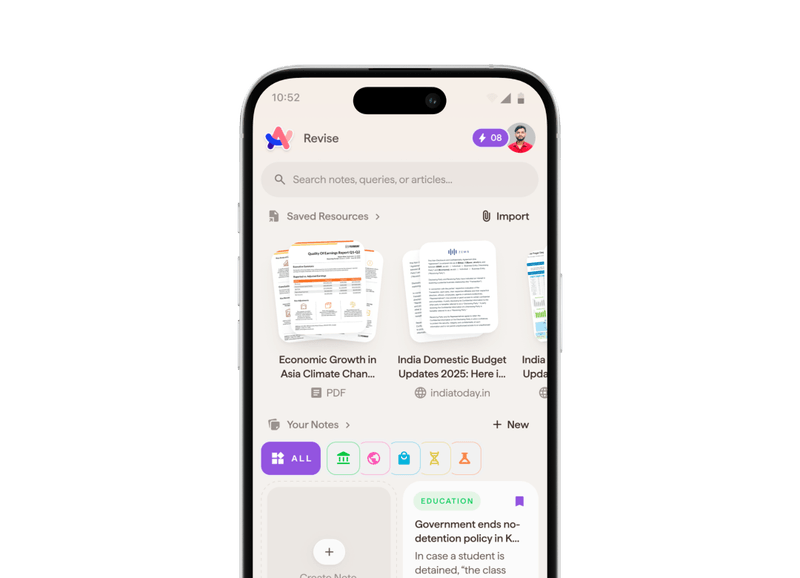 10:52
Revise
08
Search notes, queries, or articles...
Saved Resources
Import
Quality Of Earnings Report Q1-Q2
Economic Growth in
Asia Climate Chan...
PDF
India Domestic Budget
Updates 2025: Here i...
indiatoday.in
India
Upda
Your Notes
+ New
ALL
EDUCATION
Government ends no-
detention policy in K...
In case a student is
detained, "the class
Create Note